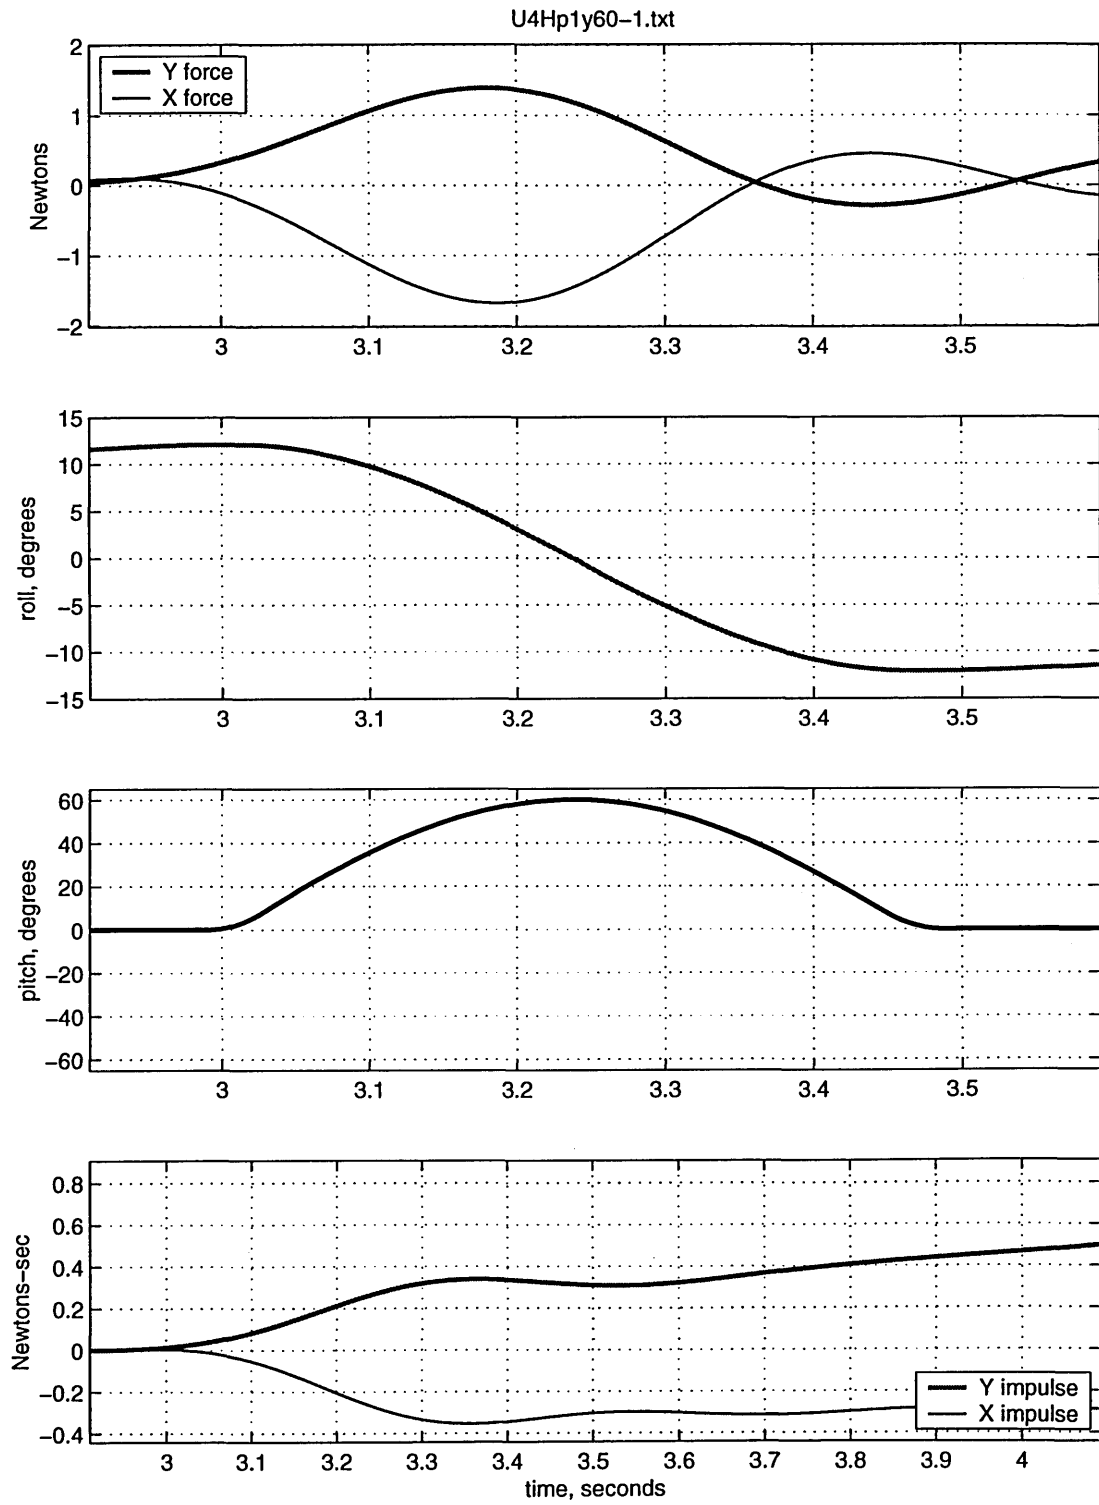 U4Hp1y60-1.txt
2
1
0
−1
−2
Newtons
Y force
X force
3 3.1 3.2 3.3 3.4 3.5
15
10
5
0
−5
−10
−15
roll, degrees
3 3.1 3.2 3.3 3.4 3.5
60
40
20
0
−20
−40
−60
pitch, degrees
3 3.1 3.2 3.3 3.4 3.5
0.8
0.6
0.4
0.2
0
−0.2
−0.4
Newtons−sec
Y impulse
X impulse
3 3.1 3.2 3.3 3.4 3.5 3.6 3.7 3.8 3.9 4
time, seconds